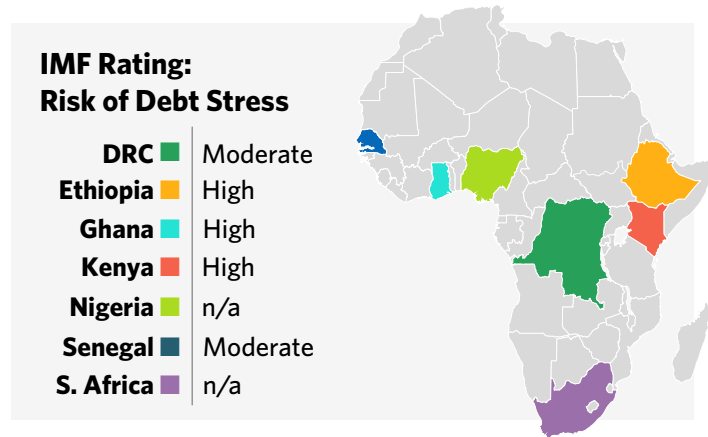 IMF Rating:
Risk of Debt Stress
DRC Moderate
Ethiopia High
Ghana High
Kenya High
Nigeria n/a
Senegal Moderate
S. Africa n/a